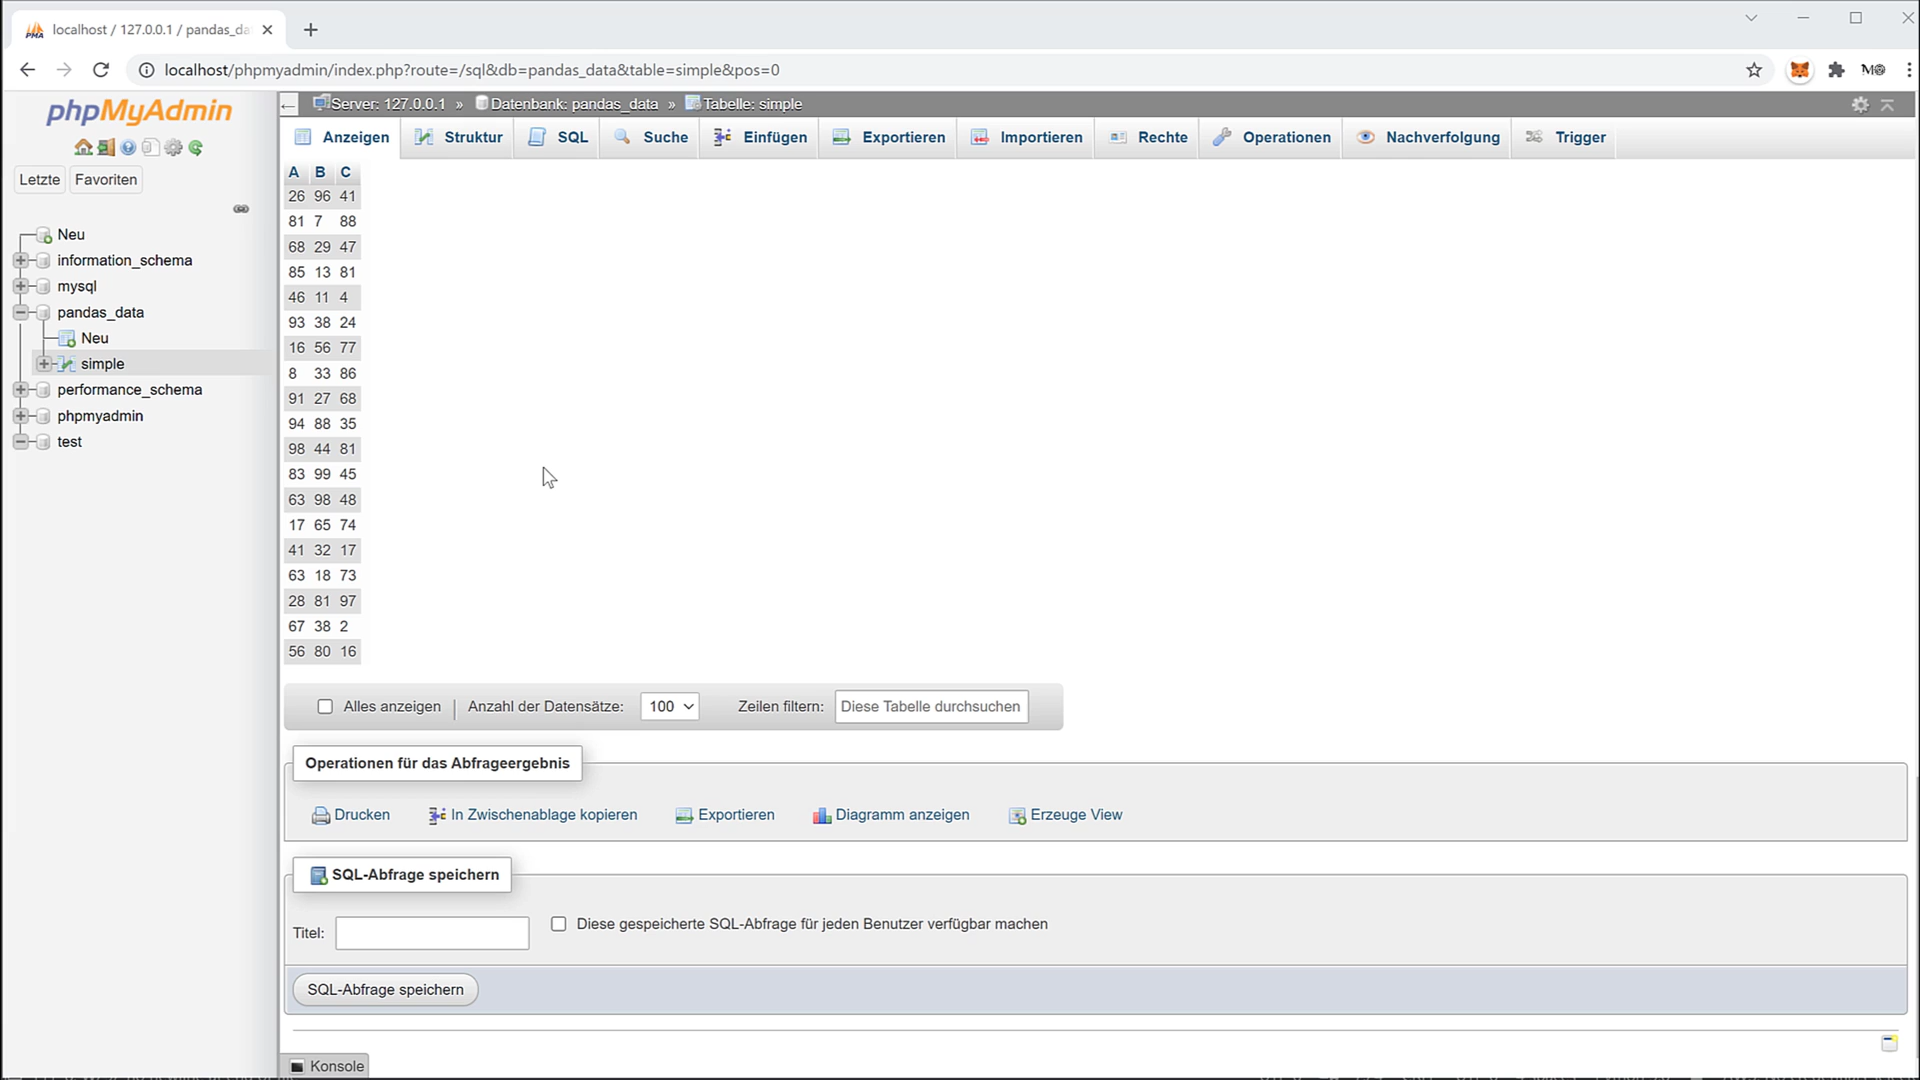 localhost / 127.0.0.1 / pandas_da
localhost/phpmyadmin/index.php?route=/sql&db=pandas_data&table=simple&pos=0
phpMyAdmin
Letzte Favoriten
Neu
information_schema
mysql
pandas_data
Neu
simple
performance_schema
phpmyadmin
test
Server: 127.0.0.1 » Datenbank: pandas_data » Tabelle: simple
Anzeigen Struktur SQL Suche Einfügen Exportieren Importieren Rechte Operationen Nachverfolgung Trigger
A B C
26 96 41
81 7 88
68 29 47
85 13 81
46 11 4
93 38 24
16 56 77
8 33 86
91 27 68
94 88 35
98 44 81
83 99 45
63 98 48
17 65 74
41 32 17
63 18 73
28 81 97
67 38 2
56 80 16
Alles anzeigen | Anzahl der Datensätze: 100 Zeilen filtern: Diese Tabelle durchsuchen
Operationen für das Abfrageergebnis
Drucken In Zwischenablage kopieren Exportieren Diagramm anzeigen Erzeuge View
SQL-Abfrage speichern
Titel: Diese gespeicherte SQL-Abfrage für jeden Benutzer verfügbar machen
SQL-Abfrage speichern
Konsole